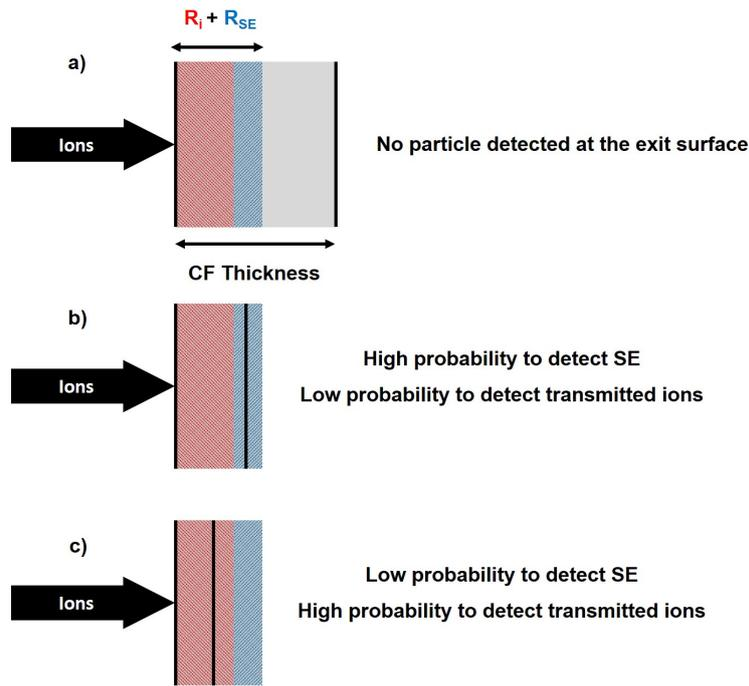 Ri + RSE
a)
Ions
No particle detected at the exit surface
CF Thickness
b)
Ions
High probability to detect SE
Low probability to detect transmitted ions
c)
Ions
Low probability to detect SE
High probability to detect transmitted ions